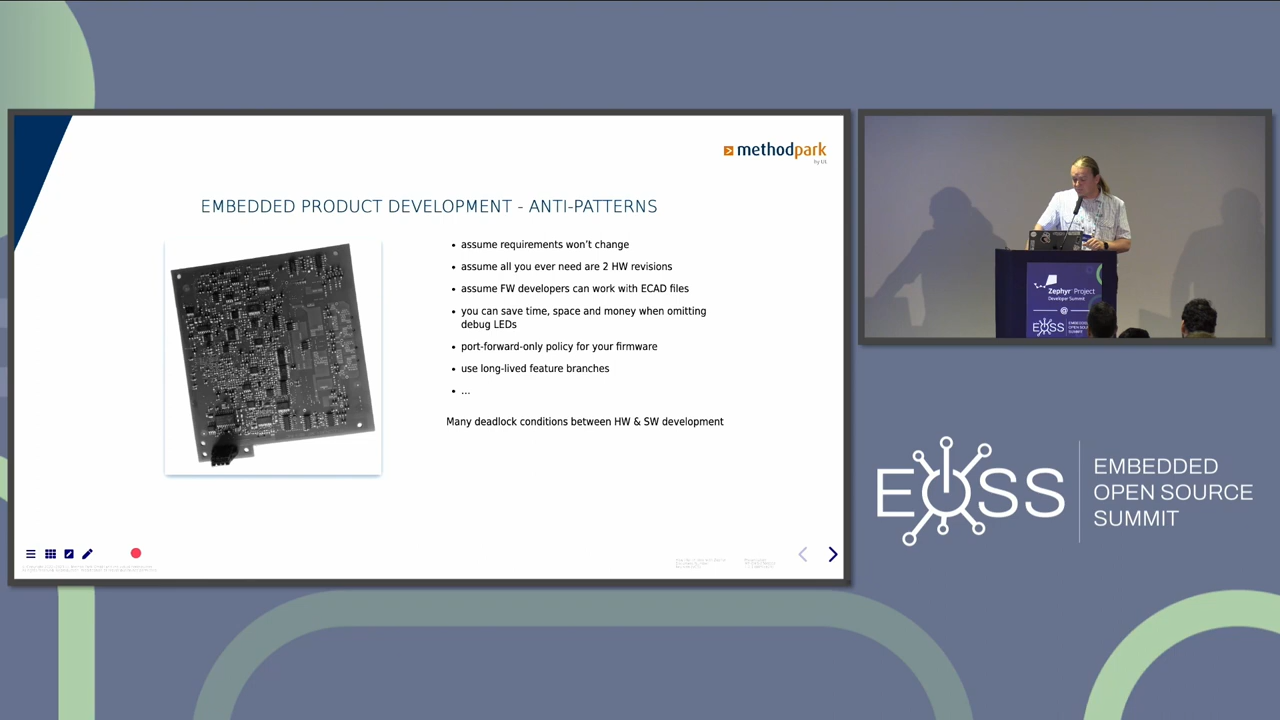 methodpark
by UL
EMBEDDED PRODUCT DEVELOPMENT - ANTI-PATTERNS
• assume requirements won't change
• assume all you ever need are 2 HW revisions
• assume FW developers can work with ECAD files
• you can save time, space and money when omitting
debug LEDs
• port-forward-only policy for your firmware
• use long-lived feature branches
• ...
Many deadlock conditions between HW & SW development
Zephyr Project
Developer Summit
@
EOSS
EMBEDDED
OPEN SOURCE
SUMMIT
EOSS
EMBEDDED
OPEN SOURCE
SUMMIT